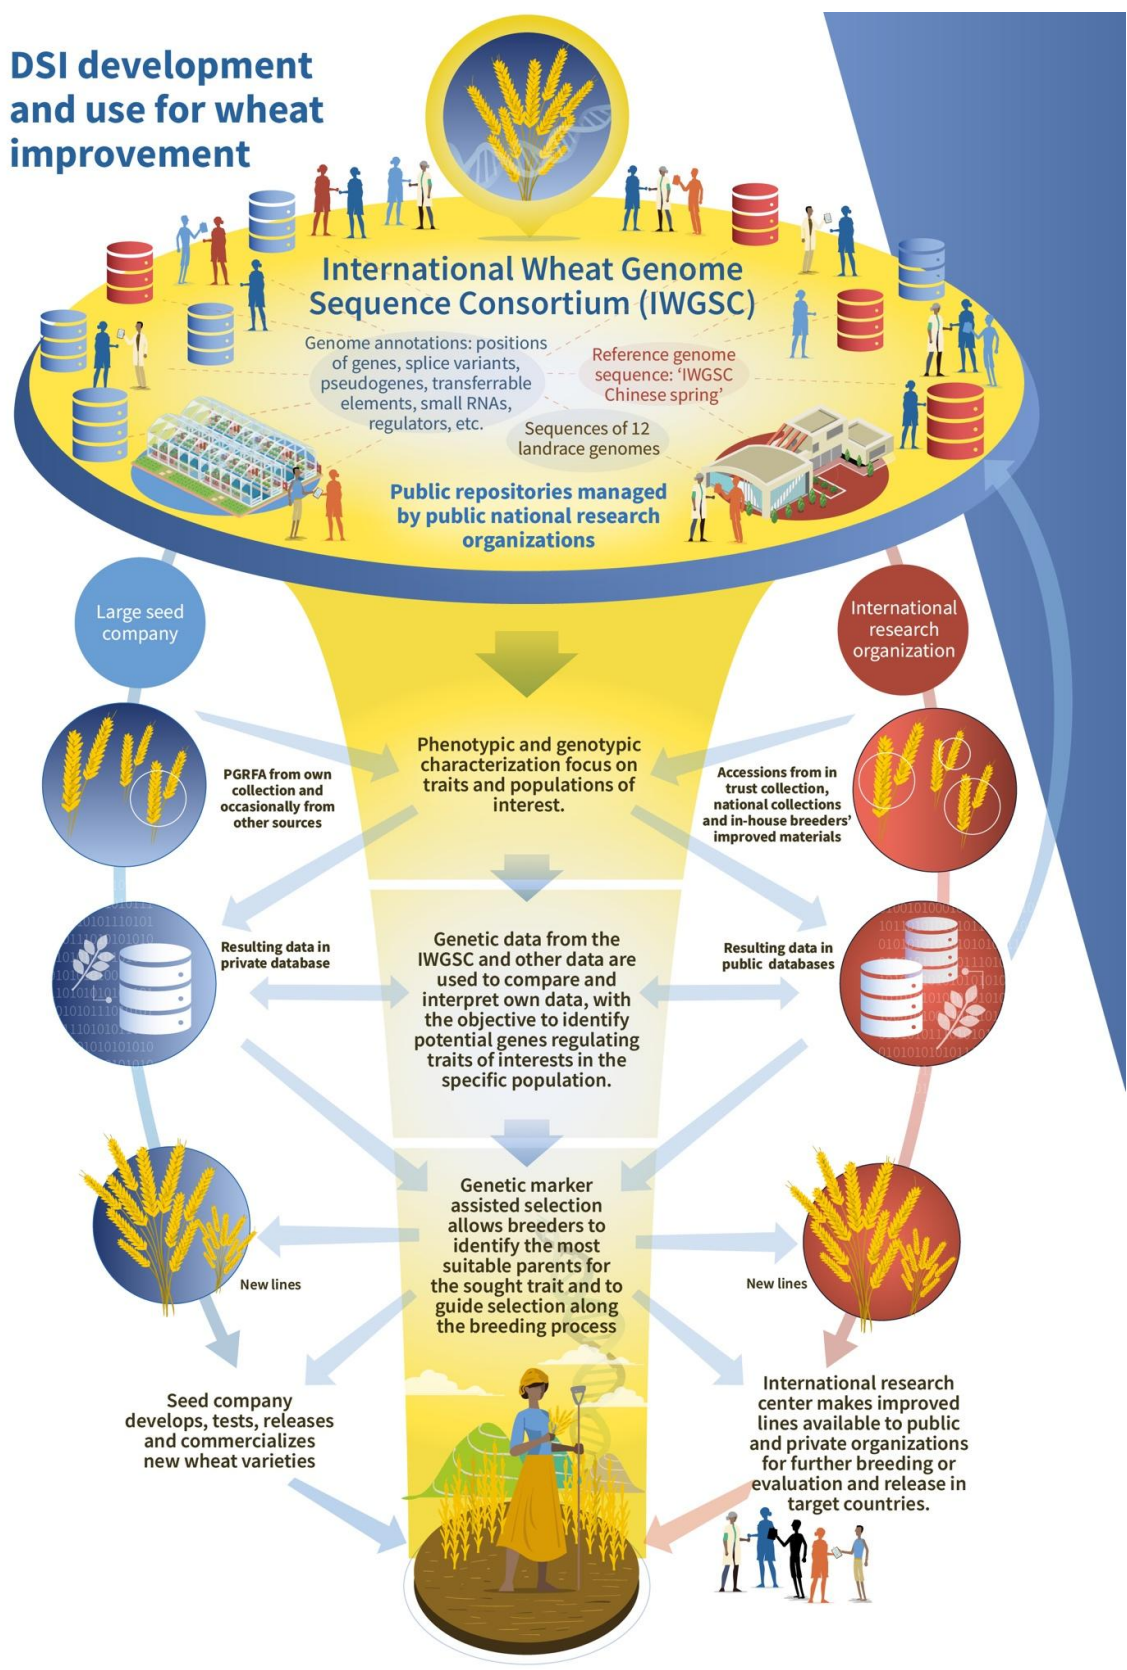 DSI development
and use for wheat
improvement
International Wheat Genome
Sequence Consortium (IWGSC)
Genome annotations: positions
of genes, splice variants,
pseudogenes, transferrable
elements, small RNAs,
regulators, etc.
Reference genome
sequence: ‘IWGSC
Chinese spring’
Sequences of 12
landrace genomes
Public repositories managed
by public national research
organizations
Large seed
company
International
research
organization
Phenotypic and genotypic
characterization focus on
traits and populations of
interest.
PGRFA from own
collection and
occasionally from
other sources
Accessions from in
trust collection,
national collections
and in-house breeders’
improved materials
Resulting data in
private database
Genetic data from the
IWGSC and other data are
used to compare and
interpret own data, with
the objective to identify
potential genes regulating
traits of interests in the
specific population.
Resulting data in
public databases
Genetic marker
assisted selection
allows breeders to
identify the most
suitable parents for
the sought trait and to
guide selection along
the breeding process
New lines
New lines
Seed company
develops, tests, releases
and commercializes
new wheat varieties
International research
center makes improved
lines available to public
and private organizations
for further breeding or
evaluation and release in
target countries.